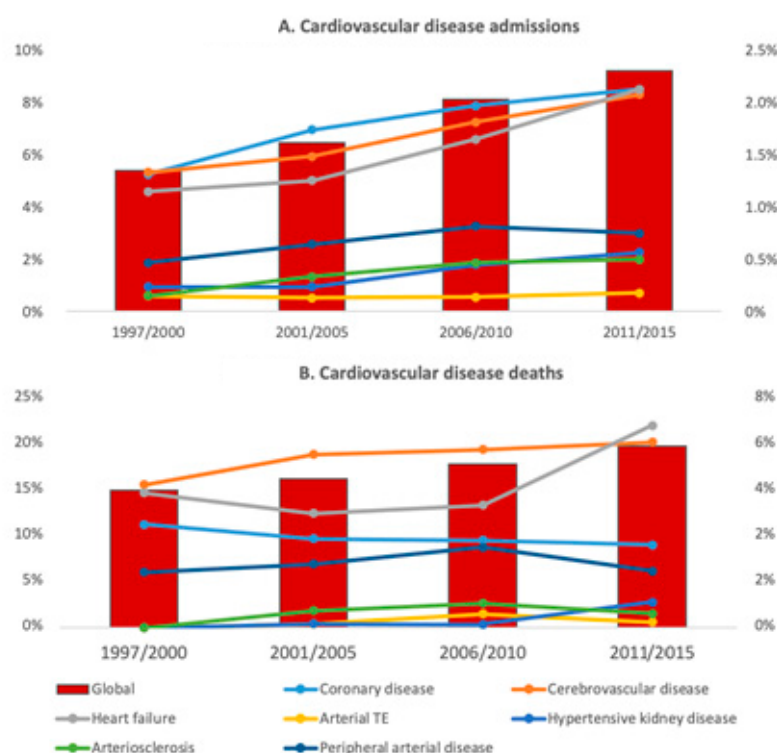 A. Cardiovascular disease admissions
10% 2.5%
8% 2.0%
6% 1.5%
4% 1.0%
2% 0.5%
0% 0.0%
1997/2000 2001/2005 2006/2010 2011/2015
B. Cardiovascular disease deaths
25% 8%
20% 6%
15% 4%
10% 2%
5% 2%
0% 0%
1997/2000 2001/2005 2006/2010 2011/2015
Global Coronary disease Cerebrovascular disease
Heart failure Arterial TE Hypertensive kidney disease
Arteriosclerosis Peripheral arterial disease